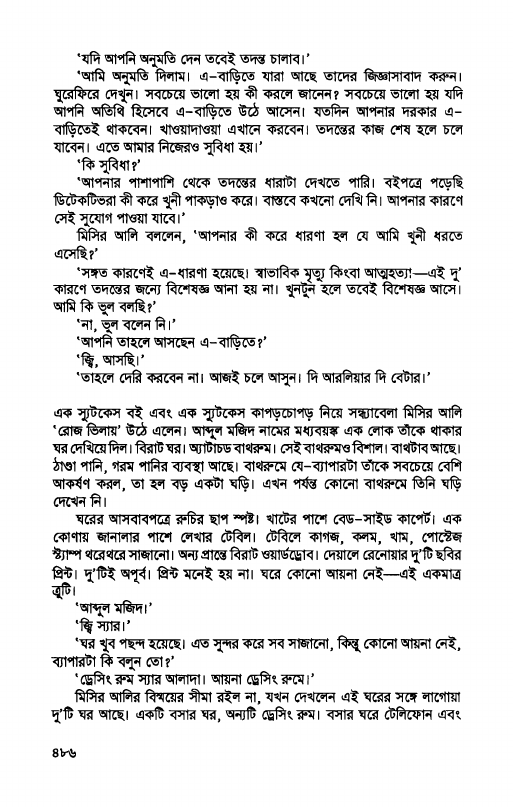 ‘যদি আপনি অনুমতি দেন তবেই তদন্ত চালাব।’
‘আমি অনুমতি দিলাম। এ-বাড়িতে যারা আছে তাদের জিজ্ঞাসাবাদ করুন।
ঘুরেফিরে দেখুন। সবচেয়ে ভালো হয় কী করলে জানেন? সবচেয়ে ভালো হয় যদি
আপনি অতিথি হিসেবে এ-বাড়িতে উঠে আসেন। যতদিন আপনার দরকার এ-
বাড়িতেই থাকবেন। খাওয়াদাওয়া এখানে করবেন। তদন্তের কাজ শেষ হলে চলে
যাবেন। এতে আমার নিজেরও সুবিধা হয়।’
‘কি সুবিধা?’
‘আপনার পাশাপাশি থেকে তদন্তের ধারাটা দেখতে পারি। বইপত্রে পড়েছি
ডিটেকটিভরা কী করে খুনী পাকড়াও করে। বাস্তবে কখনো দেখি নি। আপনার কারণে
সেই সুযোগ পাওয়া যাবে।’
মিসির আলি বললেন, ‘আপনার কী করে ধারণা হল যে আমি খুনী ধরতে
এসেছি?’
‘সঙ্গত কারণেই এ-ধারণা হয়েছে। স্বাভাবিক মৃত্যু কিংবা আত্মহত্যা—এই দু’
কারণে তদন্তের জন্যে বিশেষজ্ঞ আনা হয় না। খুনটুন হলে তবেই বিশেষজ্ঞ আসে।
আমি কি ভুল বলছি?’
‘না, ভুল বলেন নি।’
‘আপনি তাহলে আসছেন এ-বাড়িতে?’
‘জ্বি, আসছি।’
‘তাহলে দেরি করবেন না। আজই চলে আসুন। দি আরলিয়ার দি বেটার।’
এক স্যুটকেস বই এবং এক স্যুটকেস কাপড়চোপড় নিয়ে সন্ধ্যাবেলা মিসির আলি
‘রোজ ভিলায়’ উঠে এলেন। আব্দুল মজিদ নামের মধ্যবয়স্ক এক লোক তাঁকে থাকার
ঘর দেখিয়ে দিল। বিরাট ঘর। অ্যাটাচড বাথরুম। সেই বাথরুমও বিশাল। বাথটাব আছে।
ঠাণ্ডা পানি, গরম পানির ব্যবস্থা আছে। বাথরুমে যে-ব্যাপারটা তাঁকে সবচেয়ে বেশি
আকর্ষণ করল, তা হল বড় একটা ঘড়ি। এখন পর্যন্ত কোনো বাথরুমে তিনি ঘড়ি
দেখেন নি।
ঘরের আসবাবপত্রে রুচির ছাপ স্পষ্ট। খাটের পাশে বেড-সাইড কার্পেট। এক
কোণায় জানালার পাশে লেখার টেবিল। টেবিলে কাগজ, কলম, খাম, পোস্টেজ
স্ট্যাম্প থরেথরে সাজানো। অন্য প্রান্তে বিরাট ওয়ার্ডড্রোব। দেয়ালে রেনোয়ার দু’টি ছবির
প্রিন্ট। দু’টিই অপূর্ব। প্রিন্ট মনেই হয় না। ঘরে কোনো আয়না নেই—এই একমাত্র
ত্রুটি।
‘আব্দুল মজিদ।’
‘জ্বি স্যার।’
‘ঘর খুব পছন্দ হয়েছে। এত সুন্দর করে সব সাজানো, কিন্তু কোনো আয়না নেই,
ব্যাপারটা কি বলুন তো?’
‘ড্রেসিং রুম স্যার আলাদা। আয়না ড্রেসিং রুমে।’
মিসির আলির বিস্ময়ের সীমা রইল না, যখন দেখলেন এই ঘরের সঙ্গে লাগোয়া
দু’টি ঘর আছে। একটি বসার ঘর, অন্যটি ড্রেসিং রুম। বসার ঘরে টেলিফোন এবং
৪৮৬